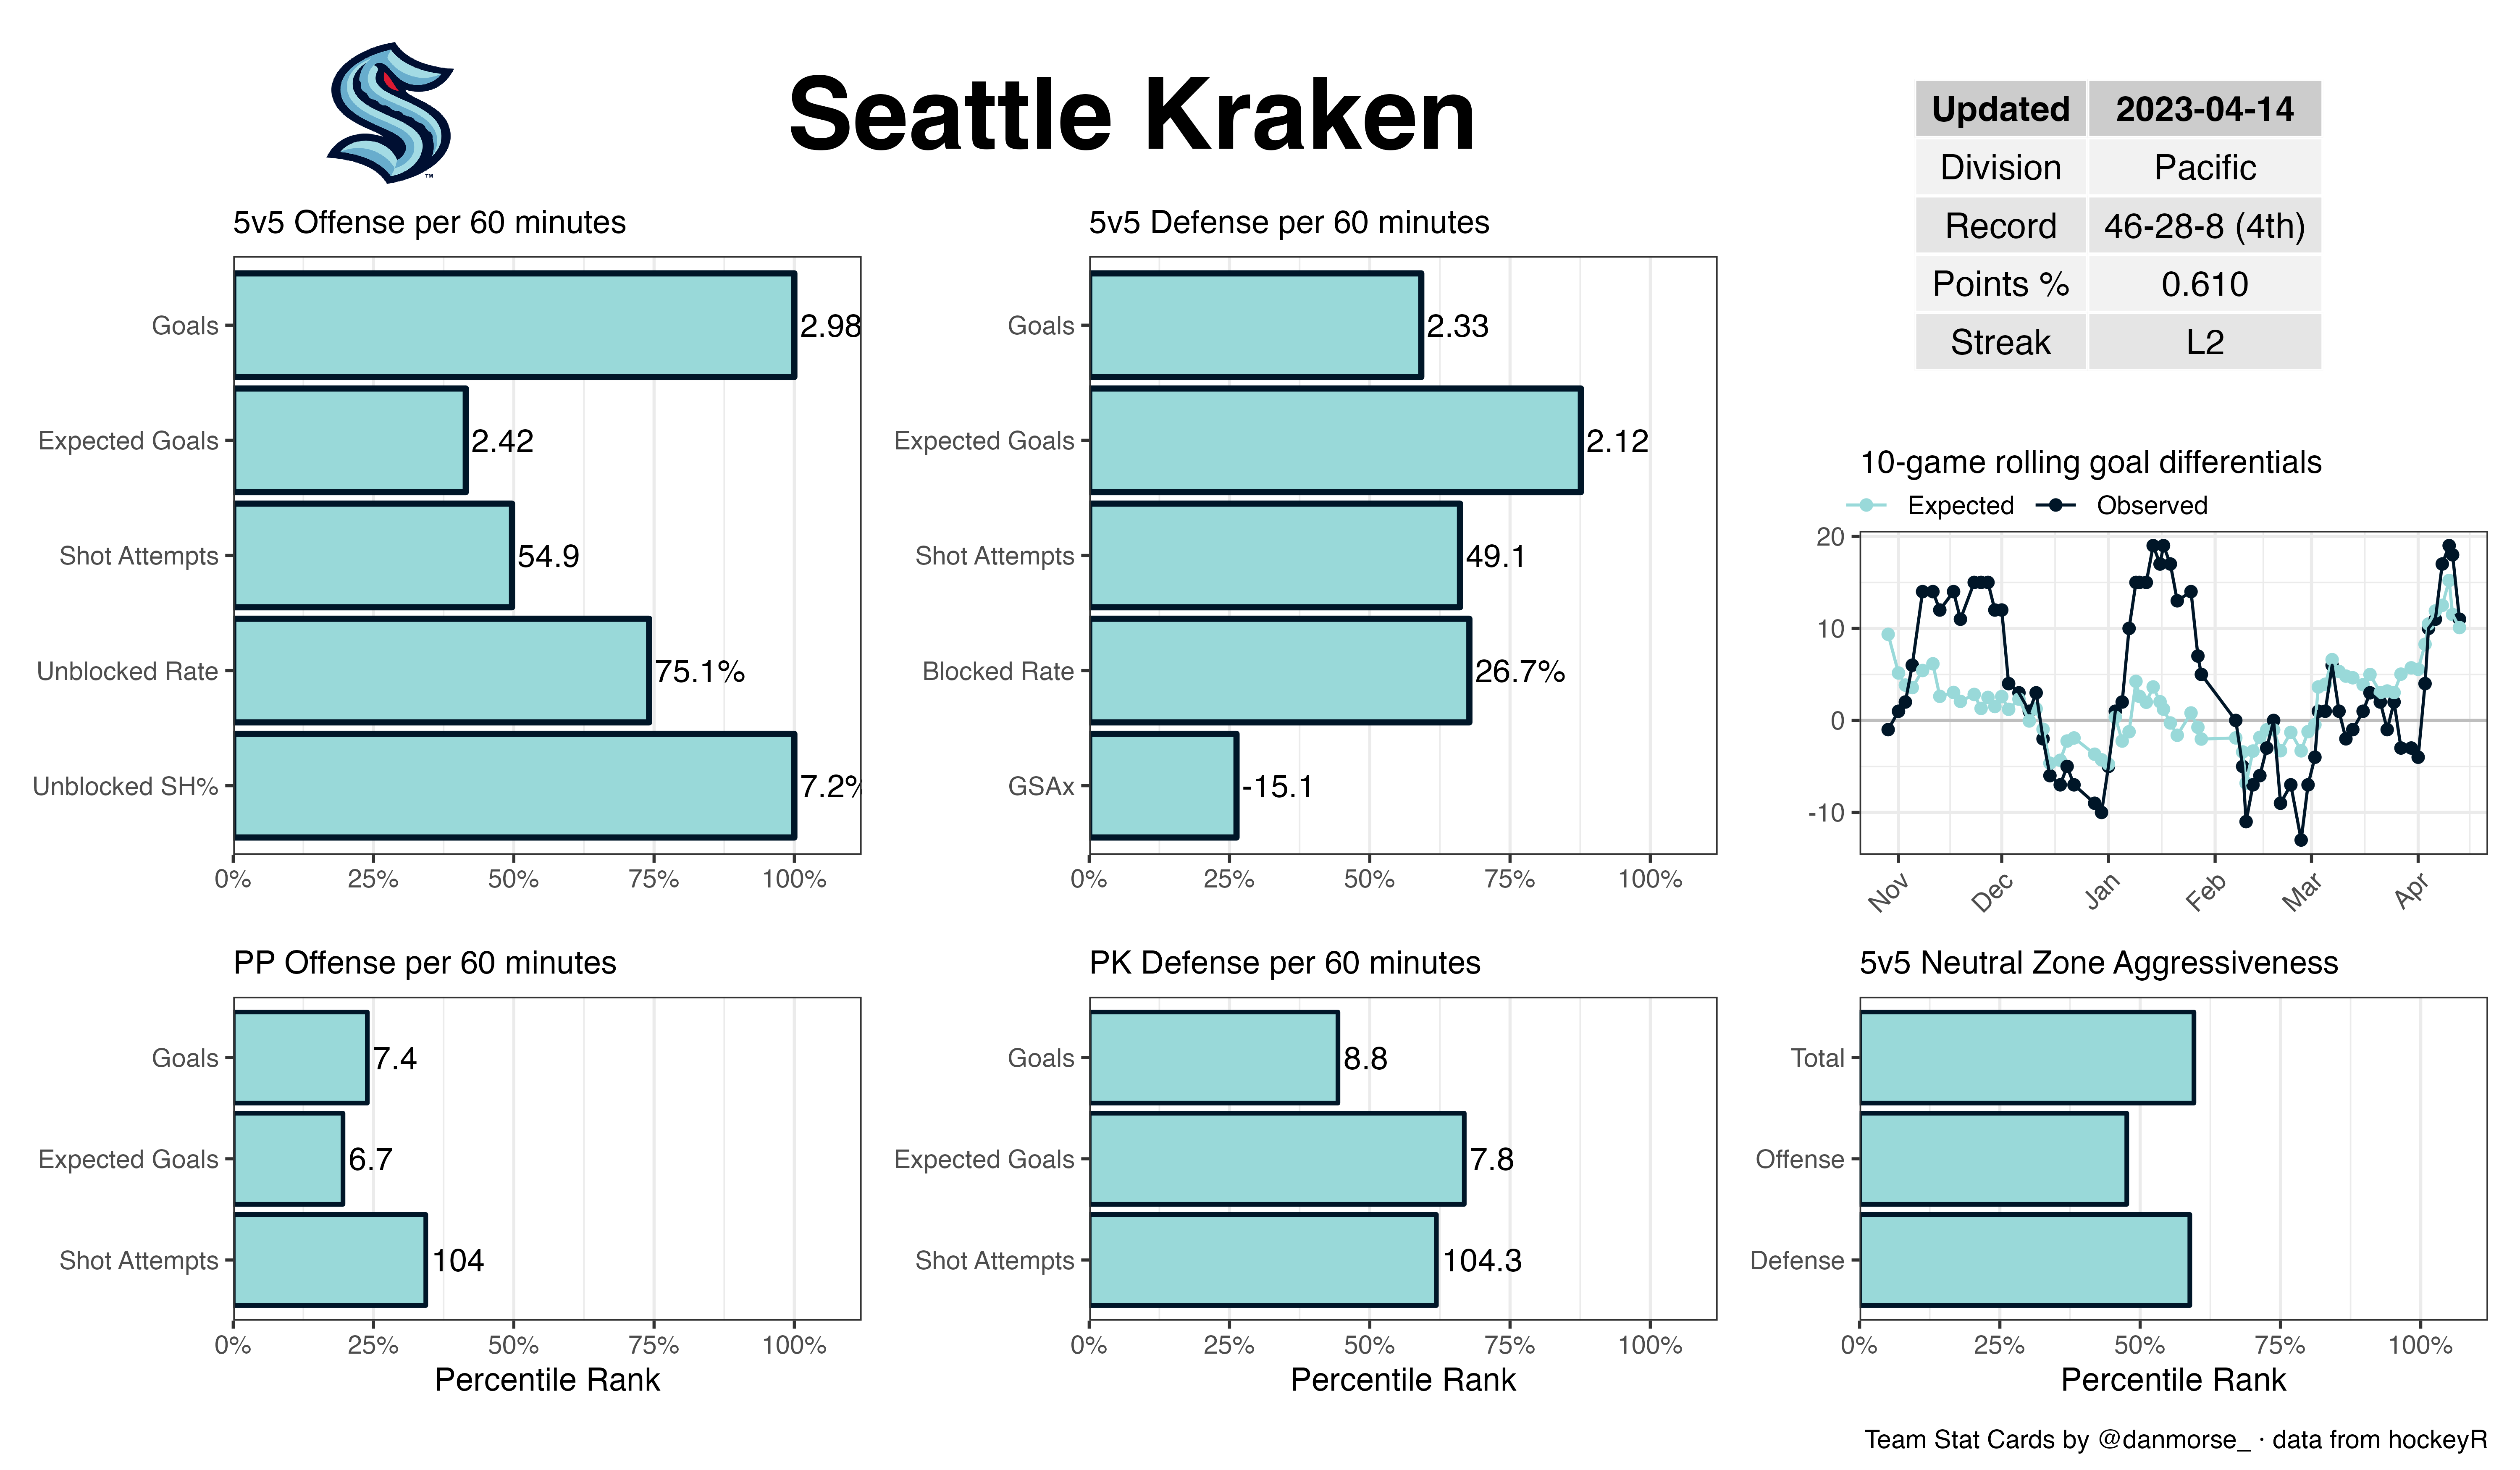 Seattle Kraken
TM
Updated 2023-04-14
Division Pacific
Record 46-28-8 (4th)
Points % 0.610
Streak L2
5v5 Offense per 60 minutes
Goals 2.98
Expected Goals 2.42
Shot Attempts 54.9
Unblocked Rate 75.1%
Unblocked SH% 7.2%
0% 25% 50% 75% 100%
5v5 Defense per 60 minutes
Goals 2.33
Expected Goals 2.12
Shot Attempts 49.1
Blocked Rate 26.7%
GSAx -15.1
0% 25% 50% 75% 100%
10-game rolling goal differentials
Expected Observed
20
10
0
-10
Nov Dec Jan Feb Mar Apr
PP Offense per 60 minutes
Goals 7.4
Expected Goals 6.7
Shot Attempts 104
0% 25% 50% 75% 100%
Percentile Rank
PK Defense per 60 minutes
Goals 8.8
Expected Goals 7.8
Shot Attempts 104.3
0% 25% 50% 75% 100%
Percentile Rank
5v5 Neutral Zone Aggressiveness
Total
Offense
Defense
0% 25% 50% 75% 100%
Percentile Rank
Team Stat Cards by @danmorse_ · data from hockeyR